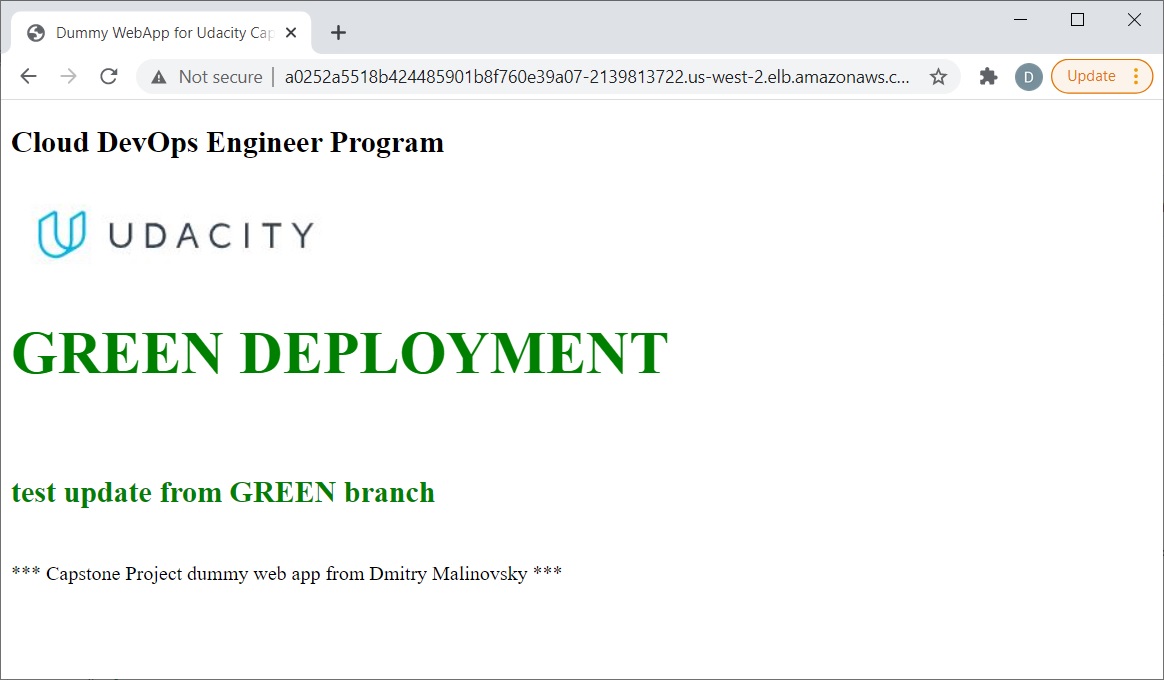 Dummy WebApp for Udacity Cap
Not secure | a0252a5518b424485901b8f760e39a07-2139813722.us-west-2.elb.amazonaws.c...
D
Update
Cloud DevOps Engineer Program
UDACITY
GREEN DEPLOYMENT
test update from GREEN branch
*** Capstone Project dummy web app from Dmitry Malinovsky ***